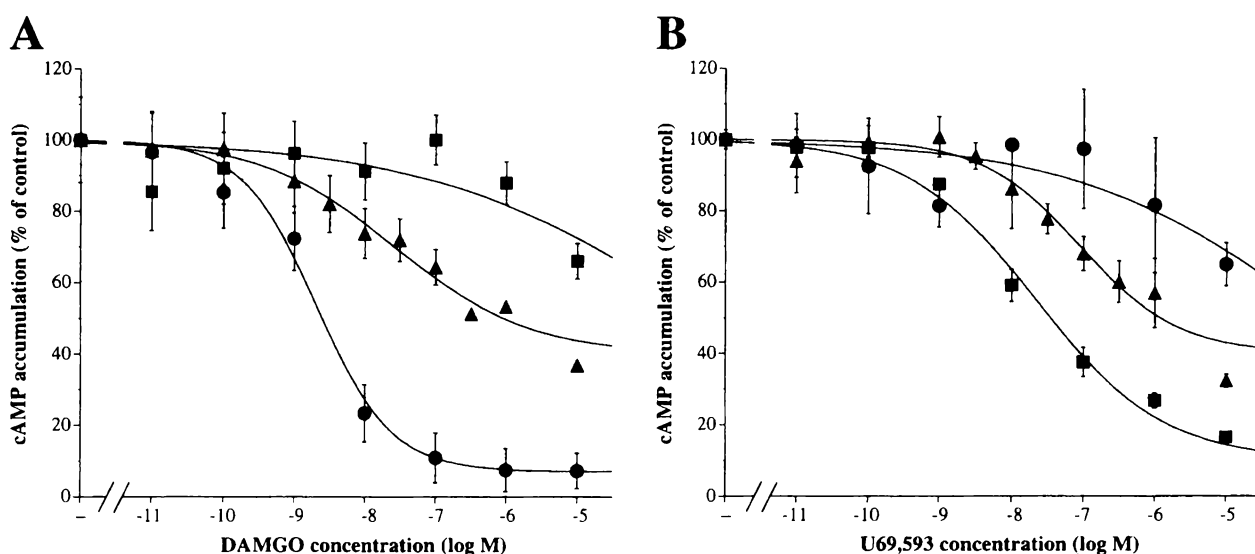 A
cAMP accumulation (% of control)
120
100
80
60
40
20
0
– -11 -10 -9 -8 -7 -6 -5
DAMGO concentration (log M)
B
cAMP accumulation (% of control)
120
100
80
60
40
20
0
– -11 -10 -9 -8 -7 -6 -5
U69,593 concentration (log M)